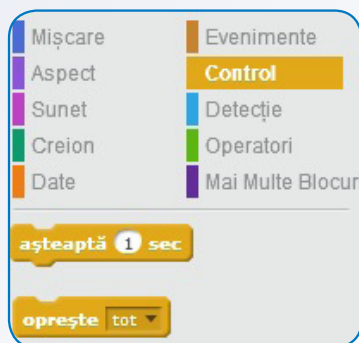 Mișcare
Aspect
Sunet
Creion
Date
Evenimente
Control
Detecție
Operatori
Mai Multe Blocur
așteaptă 1 sec
oprește tot